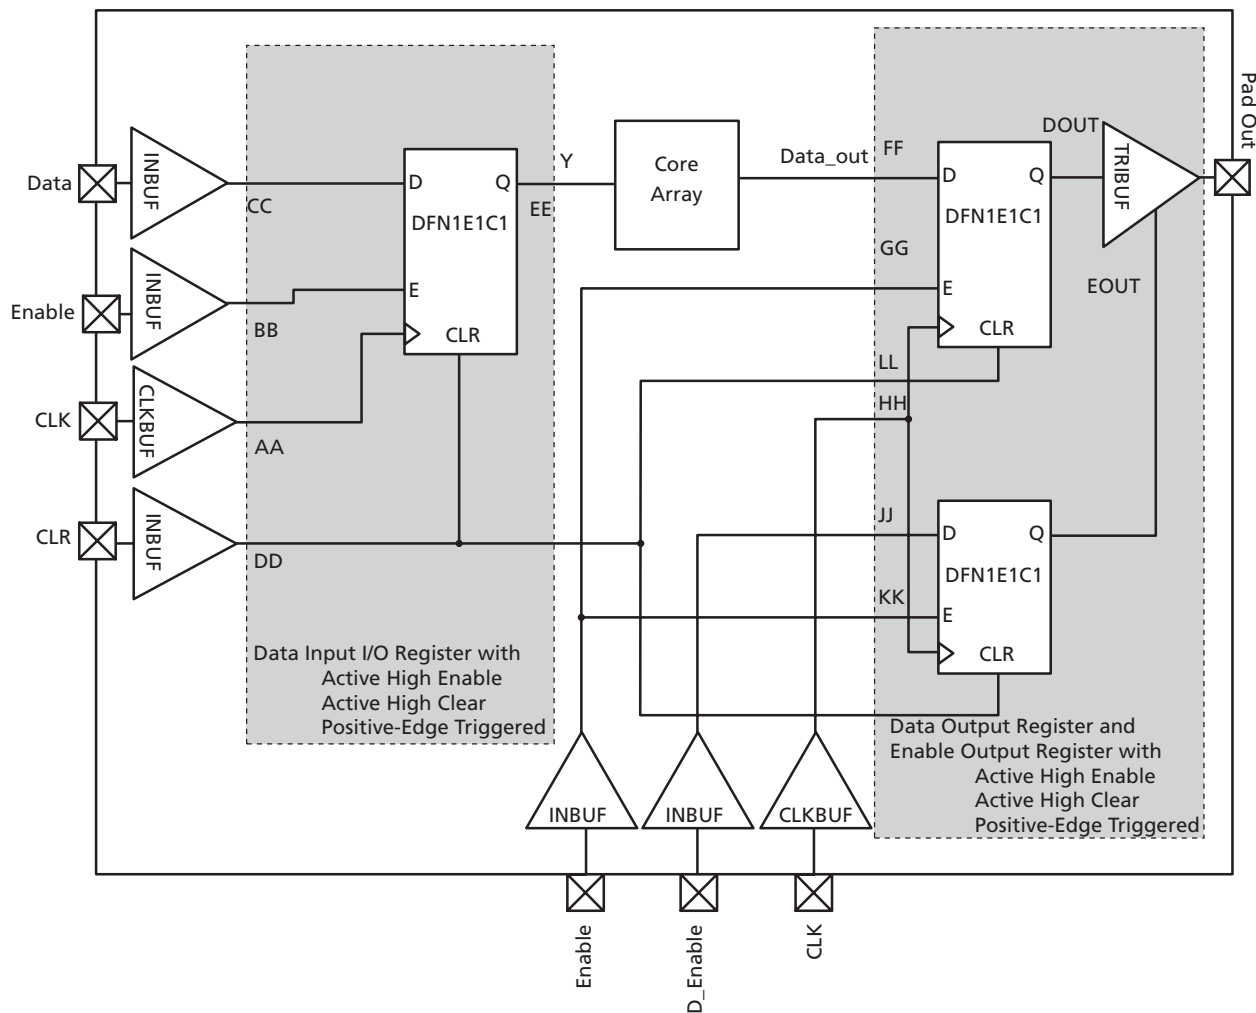 Data
INBUF
CC
D
Q
DFN1E1C1
E
CLR
Y
EE
Core
Array
Data_out
FF
D
Q
DFN1E1C1
GG
E
CLR
DOUT
TRIBUF
EOUT
Pad Out
Enable
INBUF
BB
CLK
CLKBUF
AA
CLR
INBUF
DD
LL
HH
JJ
D
Q
DFN1E1C1
KK
E
CLR
Data Input I/O Register with
Active High Enable
Active High Clear
Positive-Edge Triggered
Data Output Register and
Enable Output Register with
Active High Enable
Active High Clear
Positive-Edge Triggered
INBUF
INBUF
CLKBUF
Enable
D_Enable
CLK